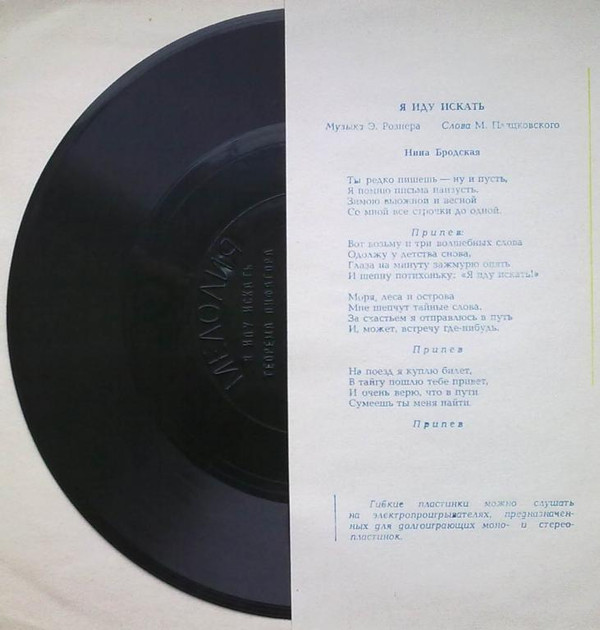 МЕЛОДИЯ
Я ИДУ ИСКАТЬ
ТЕОРЕМА ПИФАГОРА
Я ИДУ ИСКАТЬ
Музыка Э. Рознера Слова М. Пляцковского
Нина Бродская
Ты редко пишешь — ну и пусть,
Я помню письма наизусть.
Зимою вьюжной и весной
Со мной все строчки до одной.
Припев:
Вот возьму и три волшебных слова
Одолжу у детства снова,
Глаза на минуту зажмурю опять
И шепну потихоньку: «Я иду искать!»
Моря, леса и острова
Мне шепчут тайные слова.
За счастьем я отправлюсь в путь
И, может, встречу где-нибудь.
Припев
На поезд я куплю билет,
В тайгу пошлю тебе привет,
И очень верю, что в пути
Сумеешь ты меня найти.
Припев
Гибкие пластинки можно слушать
на электропроигрывателях, предназначен-
ных для долгоиграющих моно- и стерео-
пластинок.